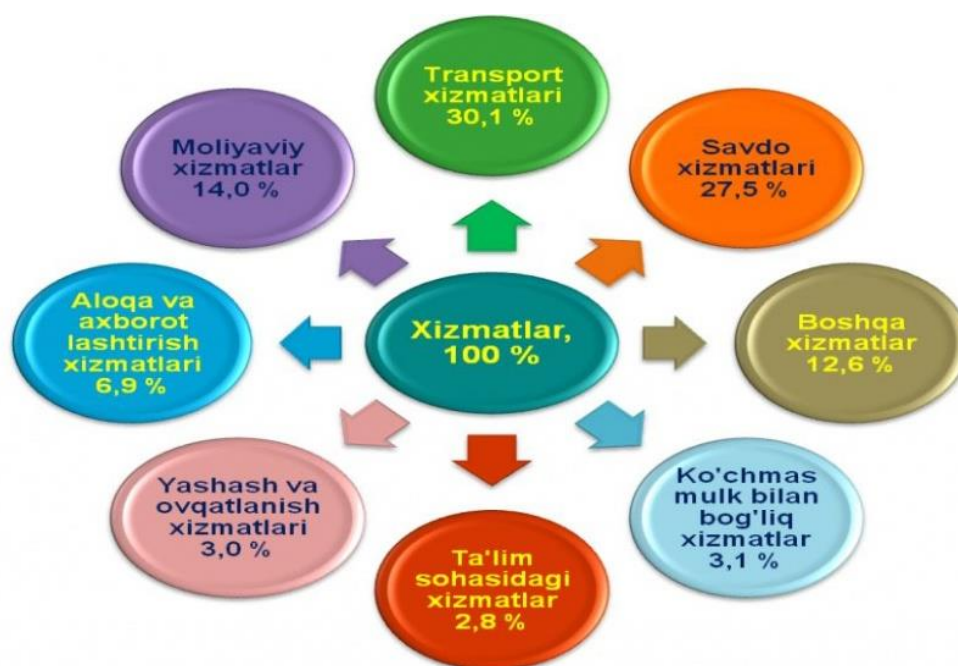 Transport
xizmatlari
30,1 %
Moliyaviy
xizmatlar
14,0 %
Savdo
xizmatlari
27,5 %
Aloqa va
axborot
lashtirish
xizmatlari
6,9 %
Xizmatlar,
100 %
Boshqa
xizmatlar
12,6 %
Yashash va
ovqatlanish
xizmatlari
3,0 %
Ta'lim
sohasidagi
xizmatlar
2,8 %
Ko'chmas
mulk bilan
bog'liq
xizmatlar
3,1 %